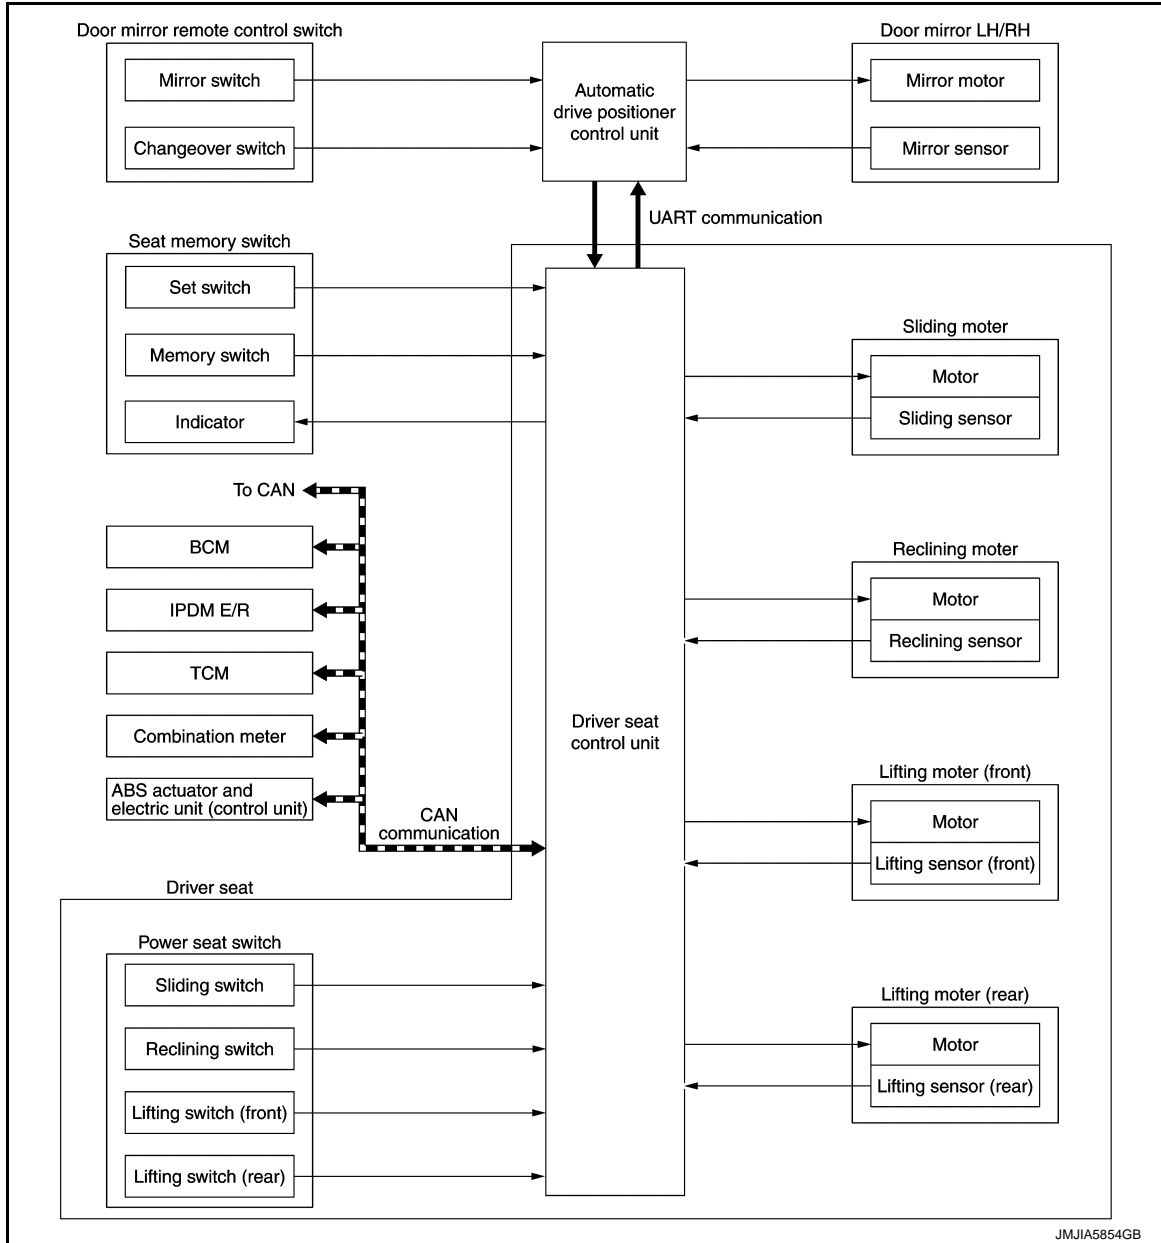 Door mirror remote control switch
Mirror switch
Changeover switch
Automatic
drive positioner
control unit
Door mirror LH/RH
Mirror motor
Mirror sensor
UART communication
Seat memory switch
Set switch
Memory switch
Indicator
To CAN
BCM
IPDM E/R
TCM
Combination meter
ABS actuator and
electric unit (control unit)
CAN
communication
Driver seat
Power seat switch
Sliding switch
Reclining switch
Lifting switch (front)
Lifting switch (rear)
Driver seat
control unit
Sliding moter
Motor
Sliding sensor
Reclining moter
Motor
Reclining sensor
Lifting moter (front)
Motor
Lifting sensor (front)
Lifting moter (rear)
Motor
Lifting sensor (rear)
JMJIA5854GB